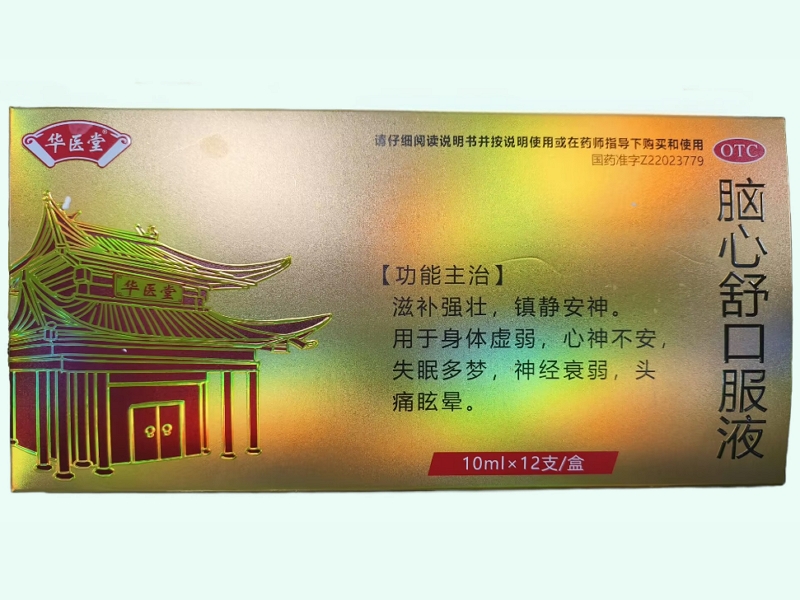 华医堂®
请仔细阅读说明书并按说明使用或在药师指导下购买和使用
国药准字Z22023779
OTC
脑心舒口服液
华医堂
【功能主治】
滋补强壮，镇静安神。
用于身体虚弱，心神不安，
失眠多梦，神经衰弱，头
痛眩晕。
10ml×12支/盒